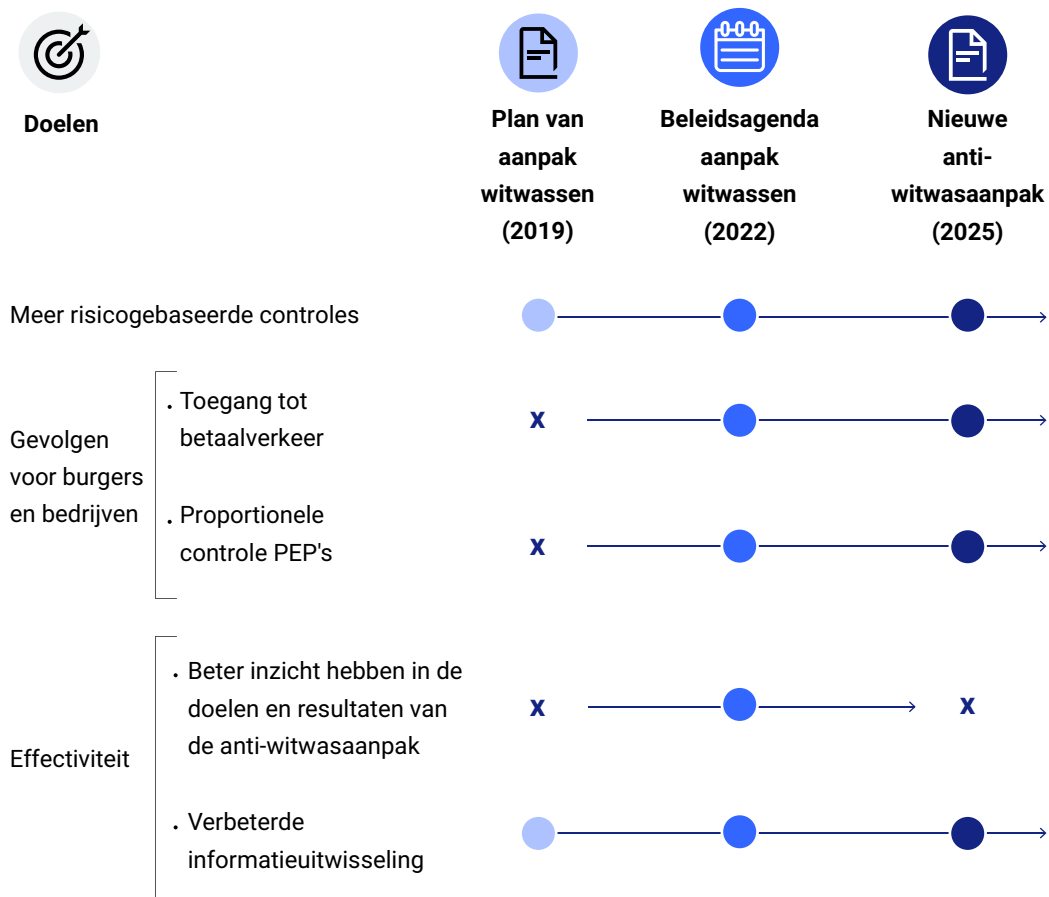 Doelen
Plan van
aanpak
witwassen
(2019)
Beleidsagenda
aanpak
witwassen
(2022)
Nieuwe
anti-
witwasaanpak
(2025)
Meer risicogebaseerde controles
Gevolgen
voor burgers
en bedrijven
. Toegang tot
betaalverkeer
x
. Proportionele
controle PEP's
x
Effectiviteit
. Beter inzicht hebben in de
doelen en resultaten van
de anti-witwasaanpak
x
x
. Verbeterde
informatieuitwisseling